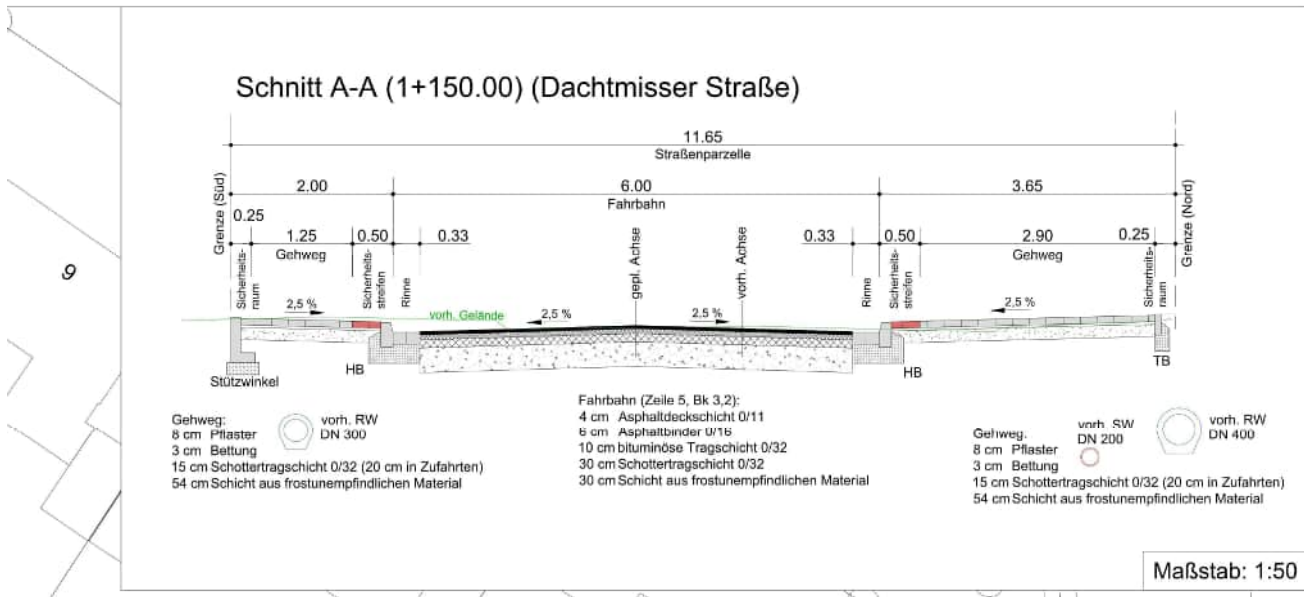 Schnitt A-A (1+150.00) (Dachtmisser Straße)
11.65
Straßenparzelle
Grenze (Süd)
2.00
6.00
Fahrbahn
3.65
Grenze (Nord)
0.25
1.25
Gehweg
0.50
0.33
gepl. Achse
vorh. Achse
0.33
0.50
2.90
Gehweg
0.25
Sicherheits-
raum
Sicherheits-
streifen
Rinne
Rinne
Sicherheits-
streifen
Sicherheits-
raum
2,5 %
vorh. Gelände
2,5 %
2,5 %
2,5 %
Stützwinkel
HB
HB
TB
Gehweg:
8 cm Pflaster
3 cm Bettung
15 cm Schottertragschicht 0/32 (20 cm in Zufahrten)
54 cm Schicht aus frostunempfindlichen Material
vorh. RW
DN 300
Fahrbahn (Zeile 5, Bk 3,2):
4 cm Asphaltdeckschicht 0/11
6 cm Asphaltbinder 0/16
10 cm bituminöse Tragschicht 0/32
30 cm Schottertragschicht 0/32
30 cm Schicht aus frostunempfindlichen Material
Gehweg:
8 cm Pflaster
3 cm Bettung
15 cm Schottertragschicht 0/32 (20 cm in Zufahrten)
54 cm Schicht aus frostunempfindlichen Material
vorh. SW
DN 200
vorh. RW
DN 400
Maßstab: 1:50